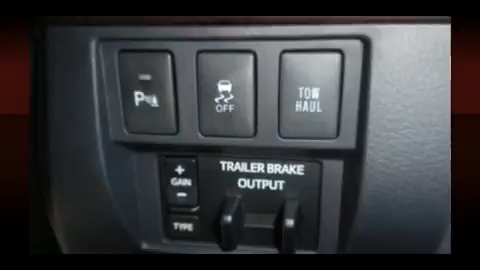 P
OFF
TOW
HAUL
+
GAIN
-
TYPE
TRAILER BRAKE
OUTPUT